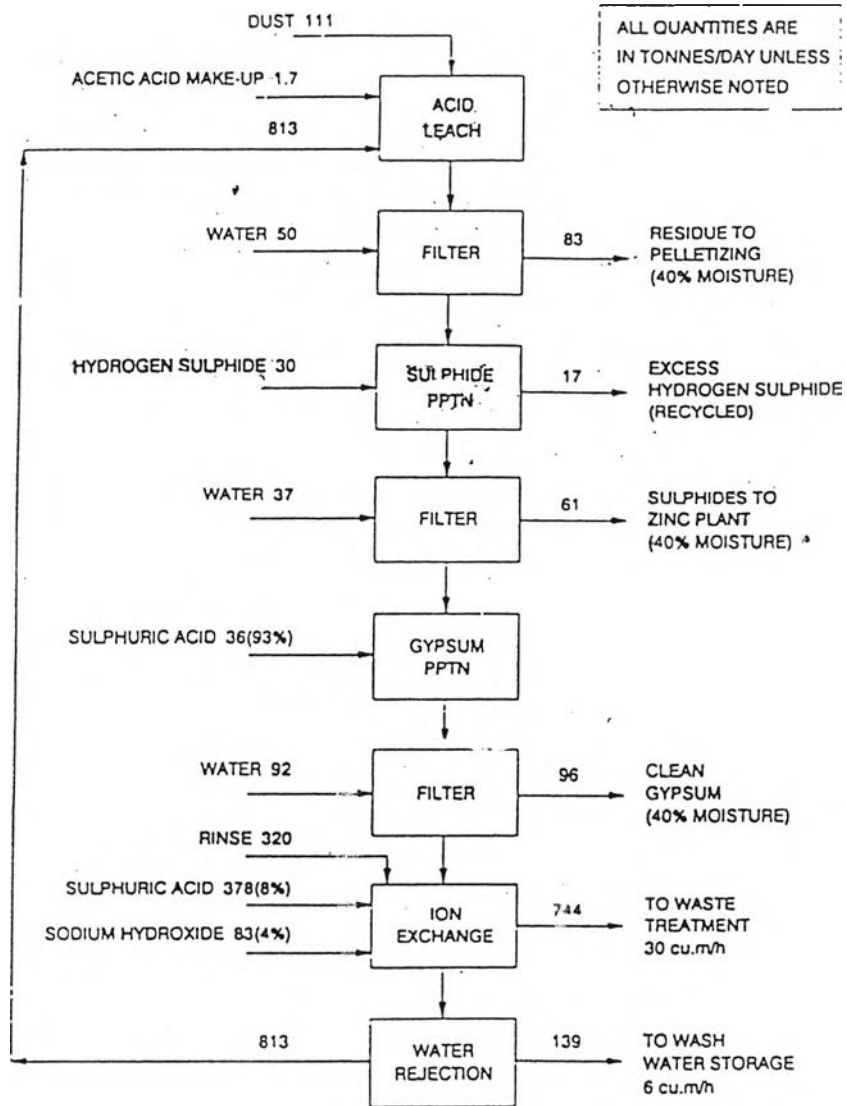 DUST 111
ALL QUANTITIES ARE
IN TONNES/DAY UNLESS
OTHERWISE NOTED
ACETIC ACID MAKE-UP 1.7
813
ACID
LEACH
WATER 50
FILTER
83
RESIDUE TO
PELLETIZING
(40% MOISTURE)
HYDROGEN SULPHIDE 30
SULPHIDE
PPTN
17
EXCESS
HYDROGEN SULPHIDE
(RECYCLED)
WATER 37
FILTER
61
SULPHIDES TO
ZINC PLANT
(40% MOISTURE)
SULPHURIC ACID 36(93%)
GYPSUM
PPTN
WATER 92
FILTER
96
CLEAN
GYPSUM
(40% MOISTURE)
RINSE 320
SULPHURIC ACID 378(8%)
SODIUM HYDROXIDE 83(4%)
ION
EXCHANGE
744
TO WASTE
TREATMENT
30 cu.m/h
813
WATER
REJECTION
139
TO WASH
WATER STORAGE
6 cu.m/h